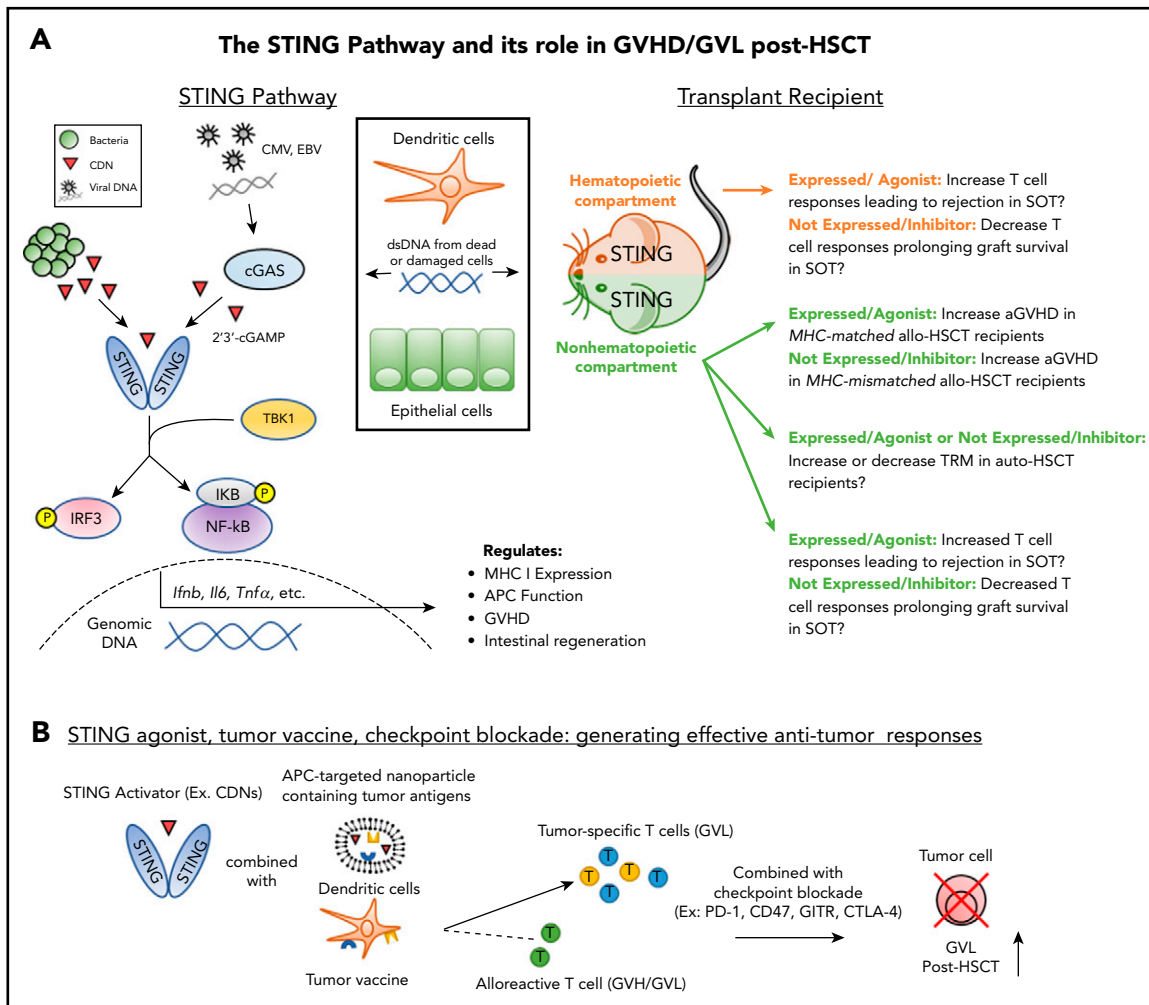 A
The STING Pathway and its role in GVHD/GVL post-HSCT
STING Pathway
Bacteria
CDN
Viral DNA
CMV, EBV
cGAS
2'3'-cGAMP
STING
STING
TBK1
P
IRF3
IKB
P
NF-kB
Ifnb, Il6, Tnfα, etc.
Genomic
DNA
Regulates:
• MHC I Expression
• APC Function
• GVHD
• Intestinal regeneration
Dendritic cells
dsDNA from dead
or damaged cells
Epithelial cells
Transplant Recipient
Hematopoietic
compartment
STING
STING
Nonhematopoietic
compartment
Expressed/ Agonist: Increase T cell
responses leading to rejection in SOT?
Not Expressed/Inhibitor: Decrease T
cell responses prolonging graft survival
in SOT?
Expressed/Agonist: Increase aGVHD in
MHC-matched allo-HSCT recipients
Not Expressed/Inhibitor: Increase aGVHD
in MHC-mismatched allo-HSCT recipients
Expressed/Agonist or Not Expressed/Inhibitor:
Increase or decrease TRM in auto-HSCT
recipients?
Expressed/Agonist: Increased T cell
responses leading to rejection in SOT?
Not Expressed/Inhibitor: Decreased T
cell responses prolonging graft survival
in SOT?
B
STING agonist, tumor vaccine, checkpoint blockade: generating effective anti-tumor responses
STING Activator (Ex. CDNs)
STING
STING
combined
with
APC-targeted nanoparticle
containing tumor antigens
Dendritic cells
Tumor vaccine
Tumor-specific T cells (GVL)
T
T
T
T
T
T
T
Alloreactive T cell (GVH/GVL)
Combined with
checkpoint blockade
(Ex: PD-1, CD47, GITR, CTLA-4)
Tumor cell
GVL
Post-HSCT